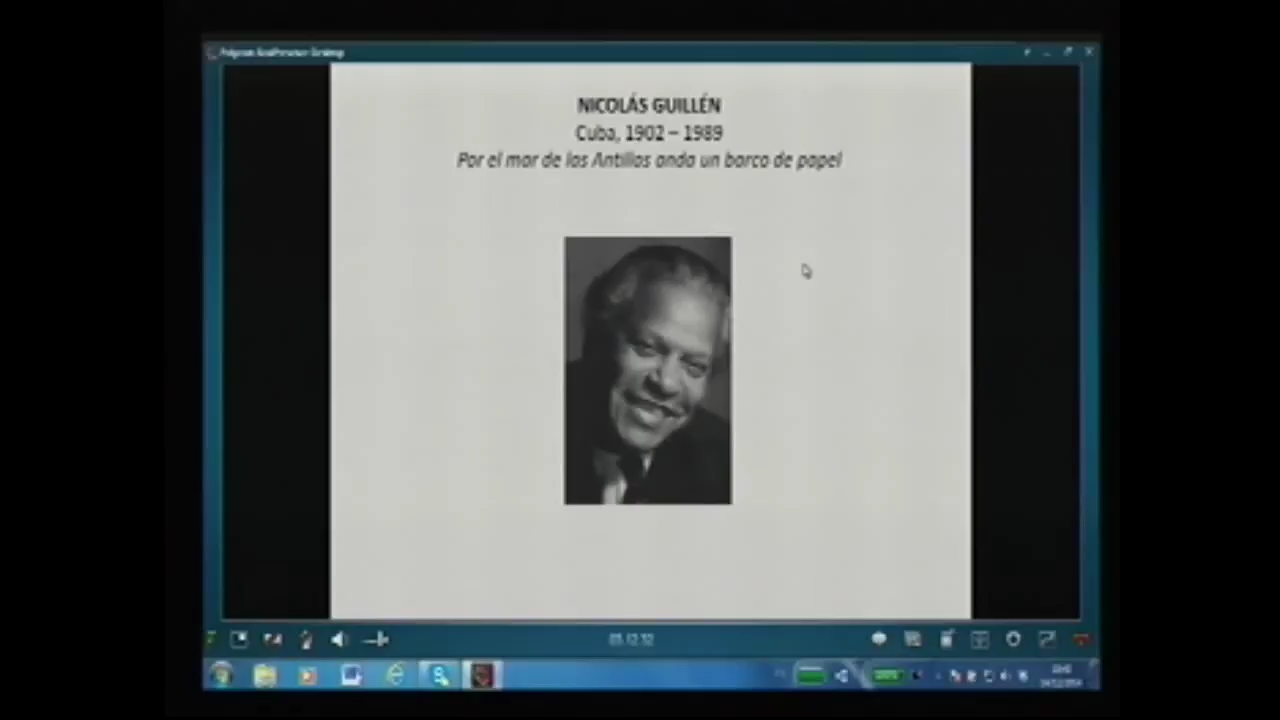 NICOLÁS GUILLÉN
Cuba, 1902 – 1989
Por el mar de las Antillas anda un barco de papel